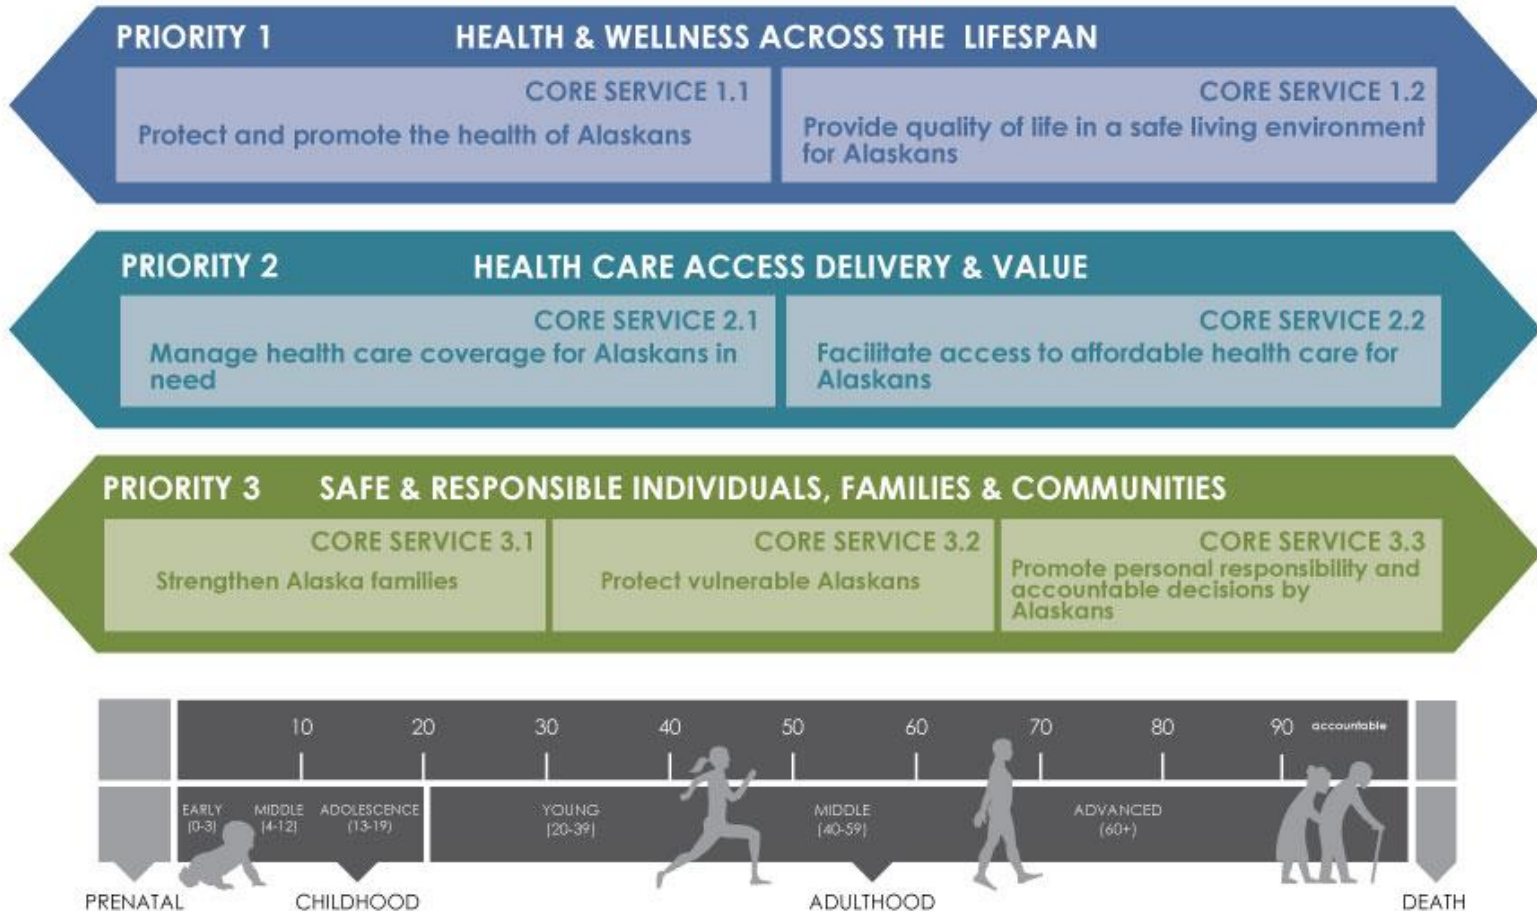 PRIORITY 1 HEALTH & WELLNESS ACROSS THE LIFESPAN
CORE SERVICE 1.1
Protect and promote the health of Alaskans
CORE SERVICE 1.2
Provide quality of life in a safe living environment
for Alaskans
PRIORITY 2 HEALTH CARE ACCESS DELIVERY & VALUE
CORE SERVICE 2.1
Manage health care coverage for Alaskans in
need
CORE SERVICE 2.2
Facilitate access to affordable health care for
Alaskans
PRIORITY 3 SAFE & RESPONSIBLE INDIVIDUALS, FAMILIES & COMMUNITIES
CORE SERVICE 3.1
Strengthen Alaska families
CORE SERVICE 3.2
Protect vulnerable Alaskans
CORE SERVICE 3.3
Promote personal responsibility and
accountable decisions by
Alaskans
10 20 30 40 50 60 70 80 90 accountable
EARLY
(0-3)
MIDDLE
(4-12)
ADOLESCENCE
(13-19)
YOUNG
(20-39)
MIDDLE
(40-59)
ADVANCED
(60+)
PRENATAL CHILDHOOD ADULTHOOD DEATH